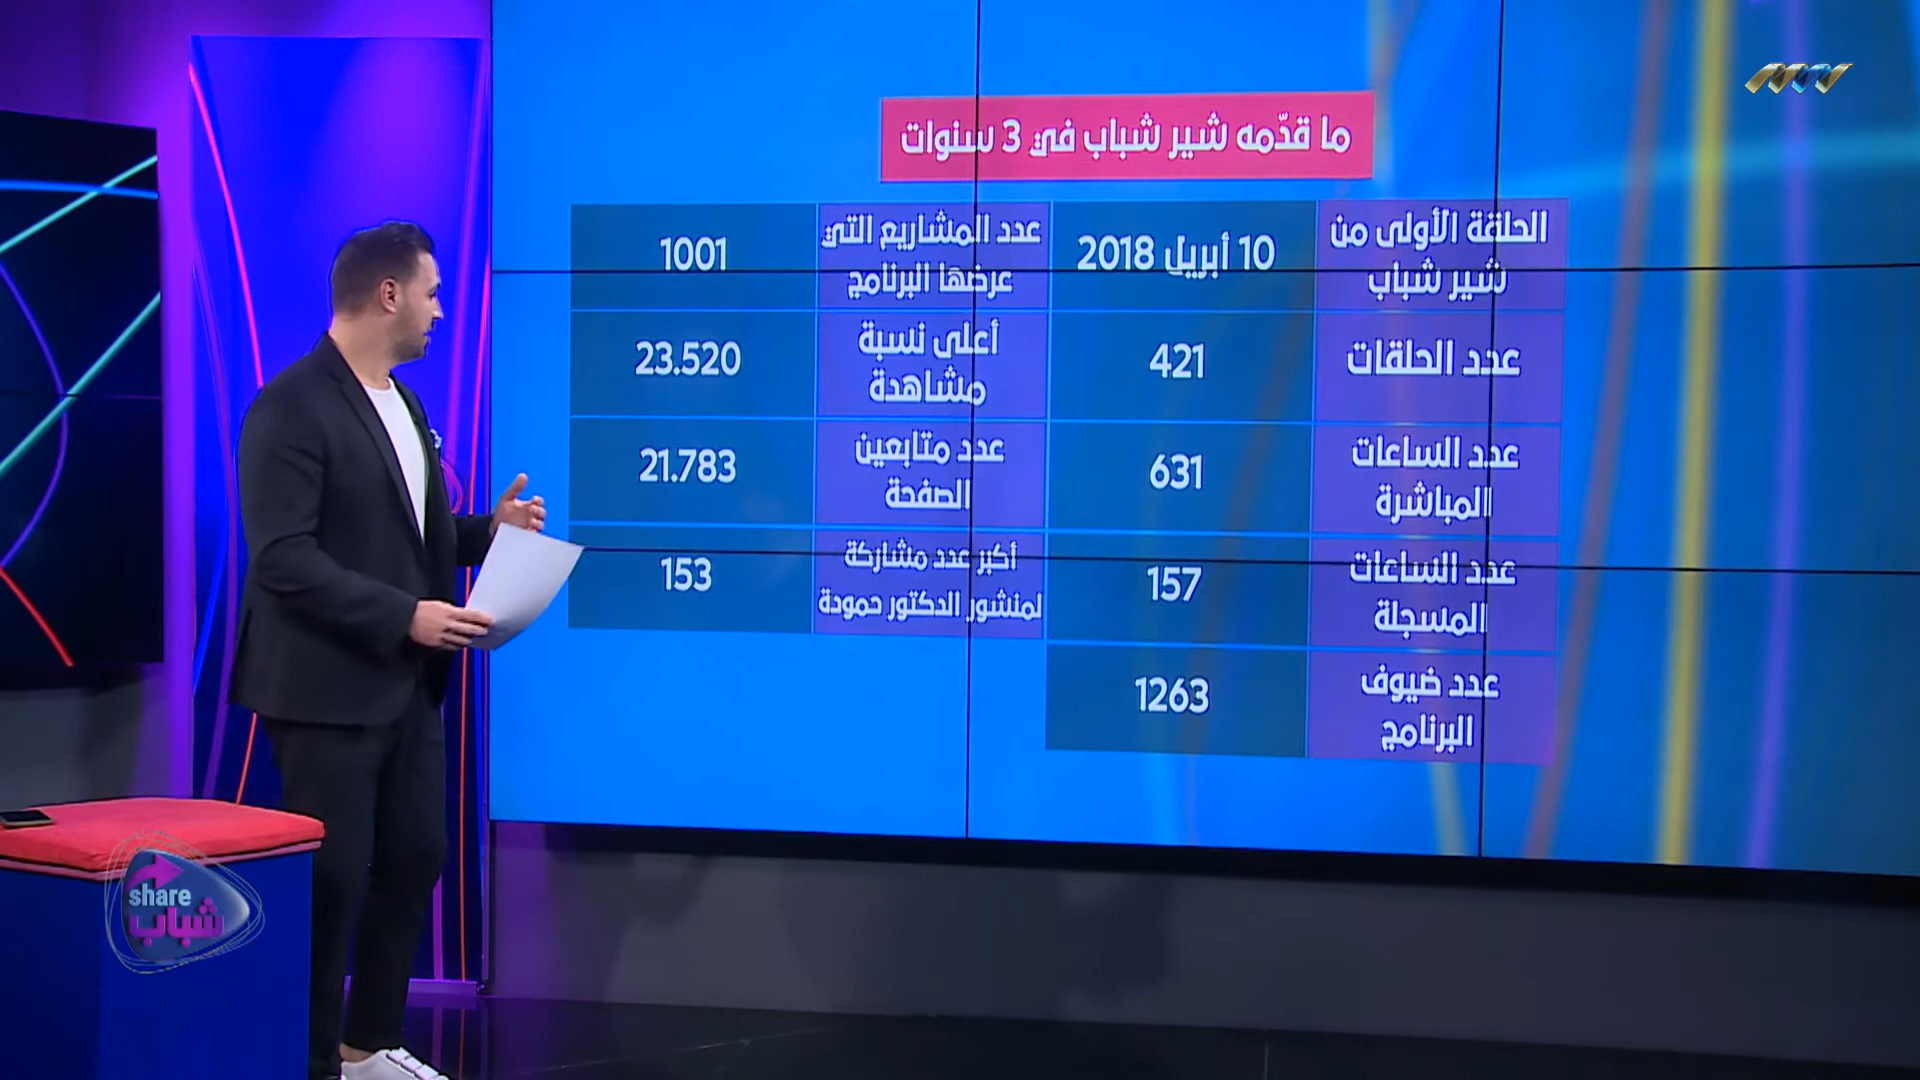 ما قدّمه شير شباب في 3 سنوات
الحلقة الأولى من
شير شباب
10 أبريل 2018
عدد المشاريع التي
عرضها البرنامج
1001
عدد الحلقات
421
أعلى نسبة
مشاهدة
23.520
عدد الساعات
المباشرة
631
عدد متابعين
الصفحة
21.783
عدد الساعات
المسجلة
157
أكبر عدد مشاركة
لمنشور الدكتور حمودة
153
عدد ضيوف
البرنامج
1263
share
شباب